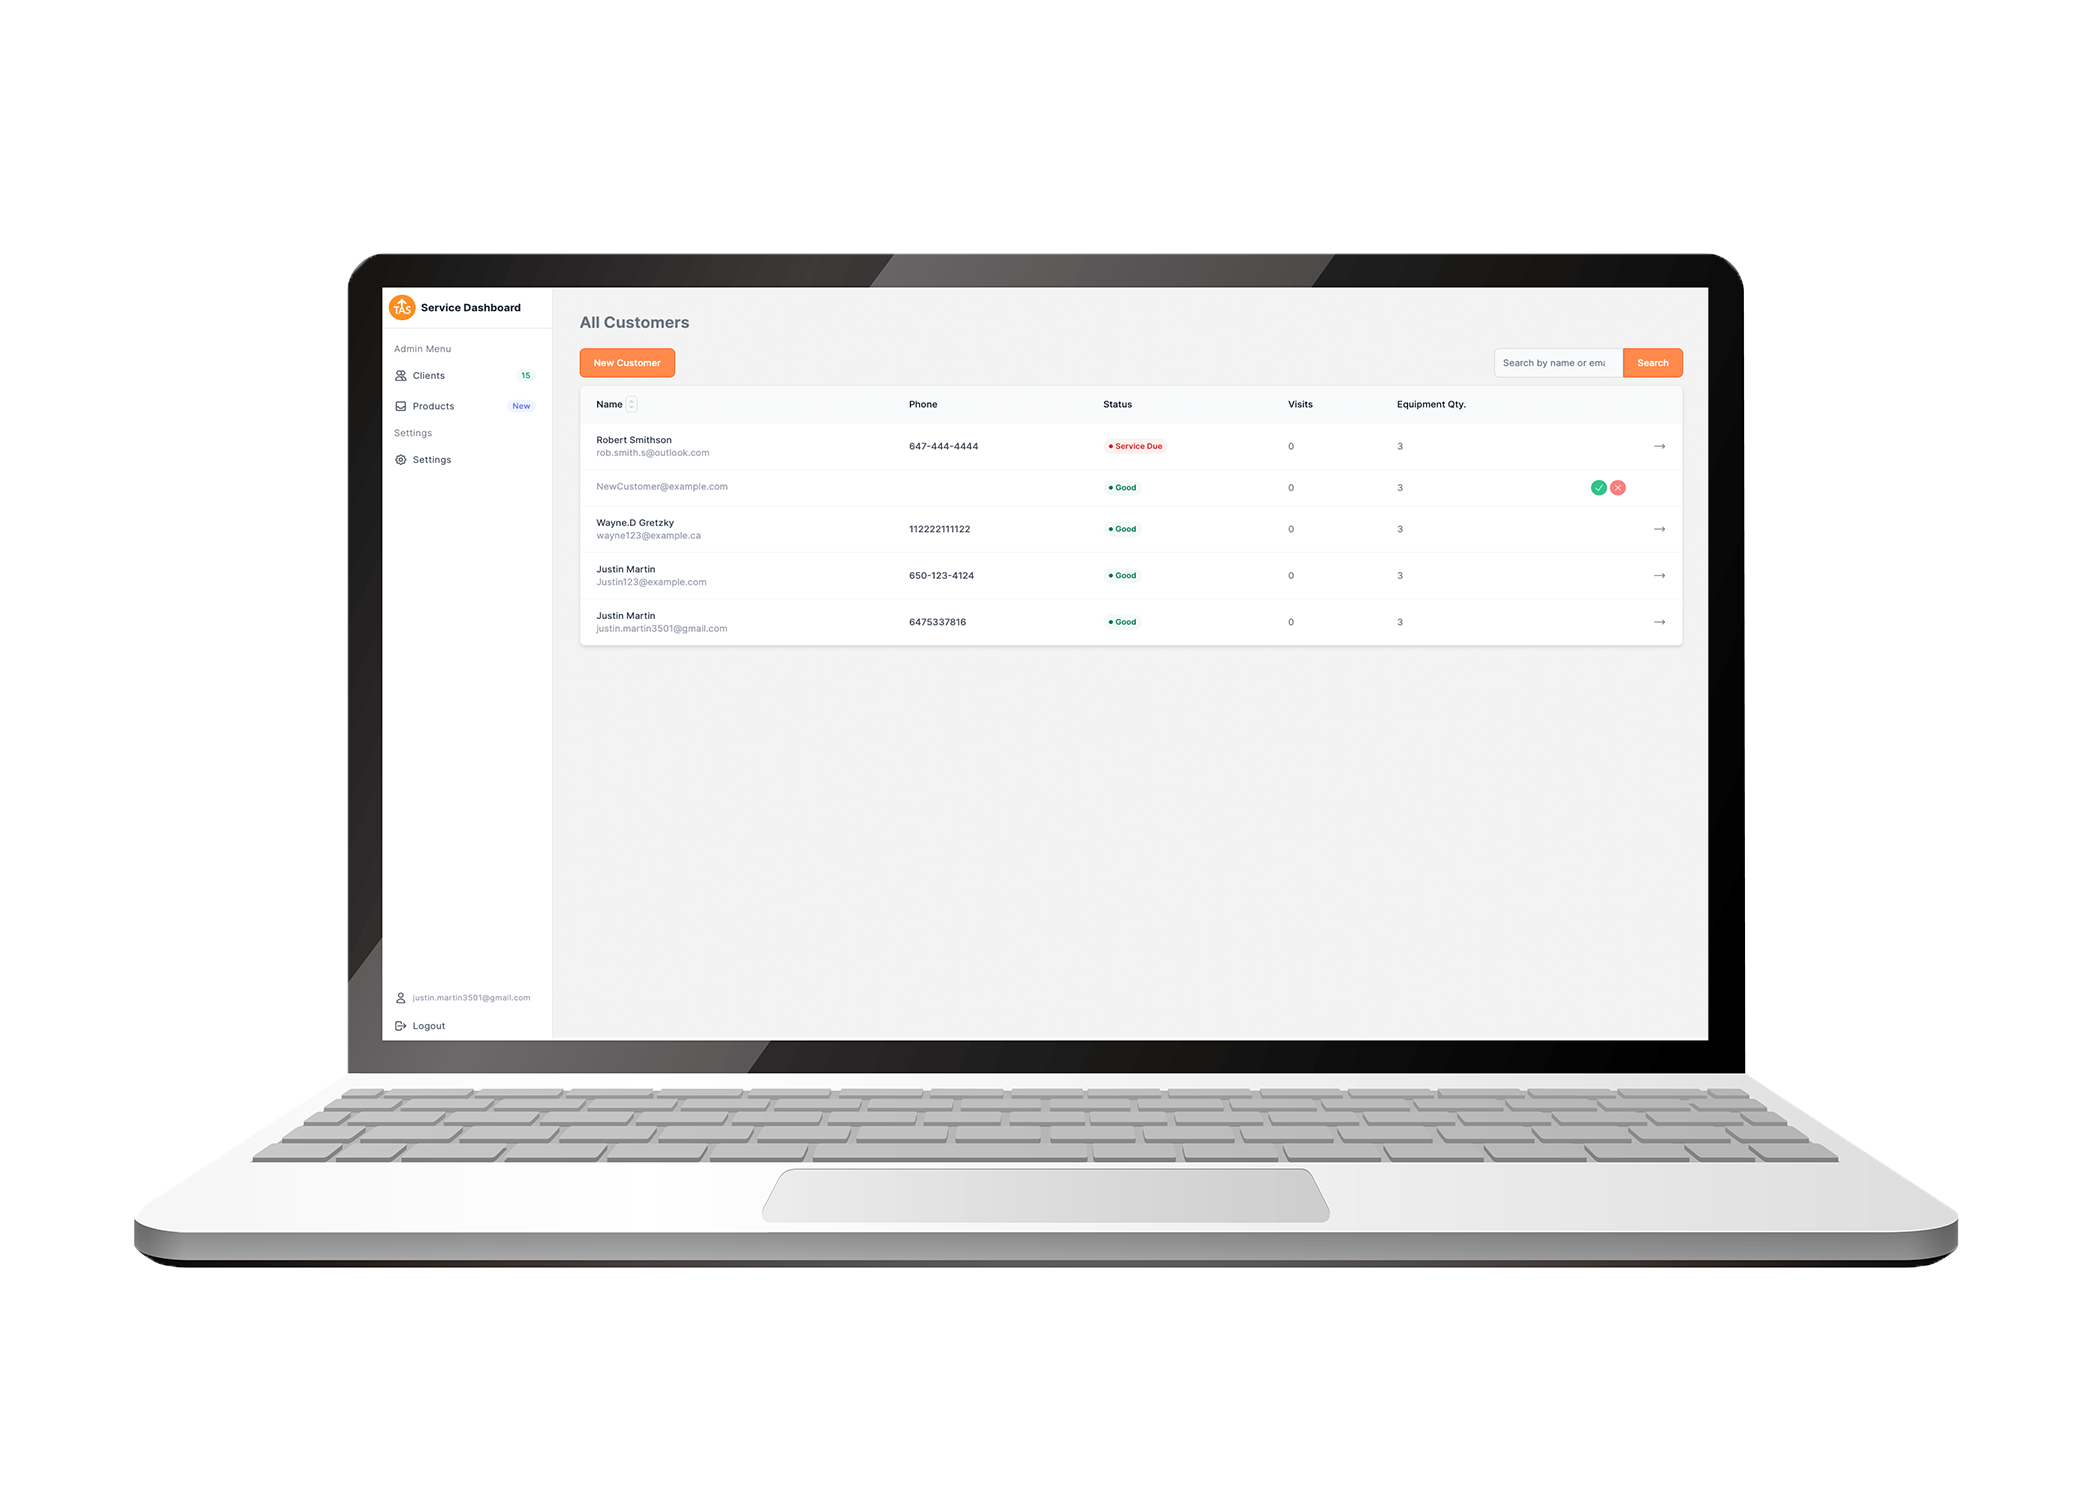 TAS Service Dashboard
Admin Menu
Clients 15
Products New
Settings
Settings
justin.martin3501@gmail.com
Logout
All Customers
New Customer
Search by name or ema
Search
Name Phone Status Visits Equipment Qty.
Robert Smithson
rob.smith.s@outlook.com
647-444-4444 Service Due 0 3
NewCustomer@example.com Good 0 3
Wayne.D Gretzky
wayne123@example.ca
112222111122 Good 0 3
Justin Martin
Justin123@example.com
650-123-4124 Good 0 3
Justin Martin
justin.martin3501@gmail.com
6475337816 Good 0 3